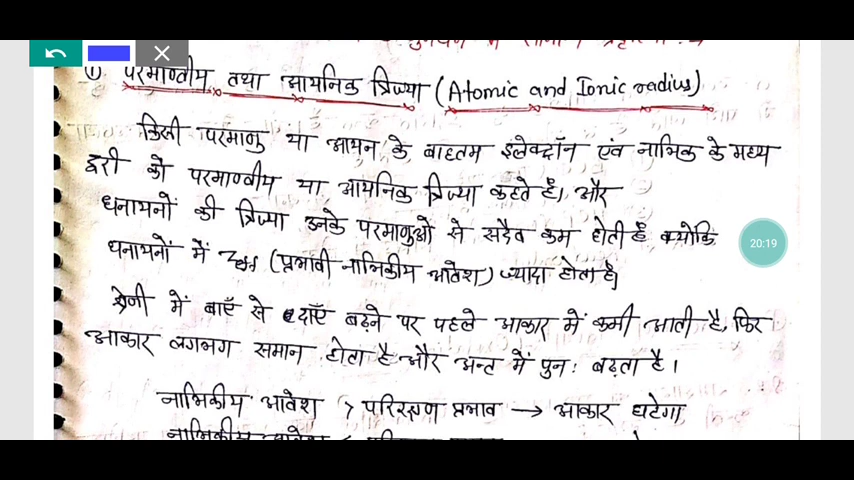 ① परमाण्वीय तथा आयनिक त्रिज्या (Atomic and Ionic radius)
किसी परमाणु या आयन के बाह्यतम इलेक्ट्रॉन एवं नाभिक के मध्य
दूरी को परमाण्वीय या आयनिक त्रिज्या कहते हैं। और
धनायनों की त्रिज्या उनके परमाणुओं से सदैव कम होती है क्योकि
20:19
धनायनों में Zeff (प्रभावी नाभिकीय आवेश) ज्यादा होता है।
श्रेणी में बाएँ से दाएँ बढ़ने पर पहले आकार में कमी आती है, फिर
आकार लगभग समान होता है और अन्त में पुनः बढ़ता है।
नाभिकीय आवेश > परिरक्षण प्रभाव → आकार घटेगा
नाभिकीय आवेश <